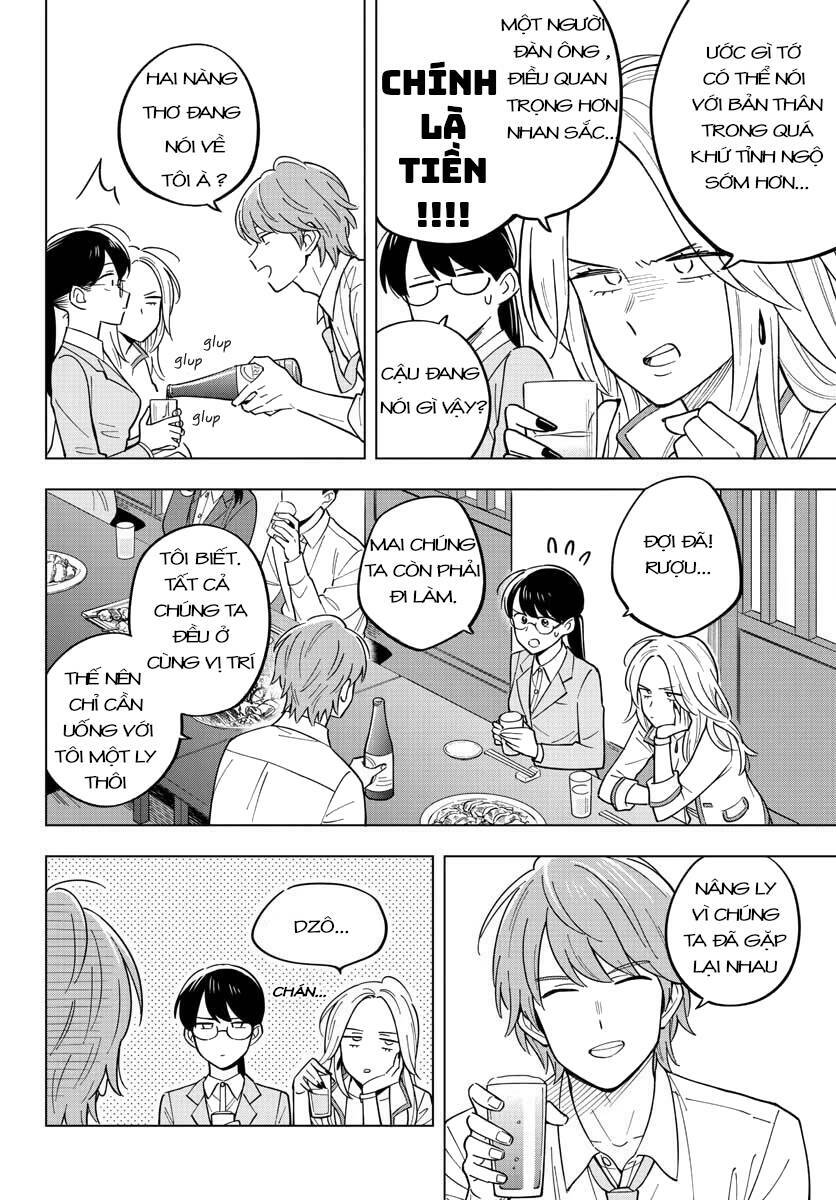 ƯỚC GÌ TỚ
CÓ THỂ NÓI
VỚI BẢN THÂN
TRONG QUÁ
KHỨ TỈNH NGỘ
SỚM HƠN...
MỘT NGƯỜI
ĐÀN ÔNG ,
ĐIỀU QUAN
TRỌNG HƠN
NHAN SẮC...
CHÍNH
LÀ
TIỀN
!!!!
CẬU ĐANG
NÓI GÌ VẬY?
HAI NÀNG
THƠ ĐANG
NÓI VỀ
TÔI À ?
glup
glup
glup
ĐỢI ĐÃ!
RƯỢU...
MAI CHÚNG
TA CÒN PHẢI
ĐI LÀM.
TÔI BIẾT.
TẤT CẢ
CHÚNG TA
ĐỀU Ở
CÙNG VỊ TRÍ
THẾ NÊN
CHỈ CẦN
UỐNG VỚI
TÔI MỘT LY
THÔI
NÂNG LY
VÌ CHÚNG
TA ĐÃ GẶP
LẠI NHAU
DZÔ...
CHÁN...